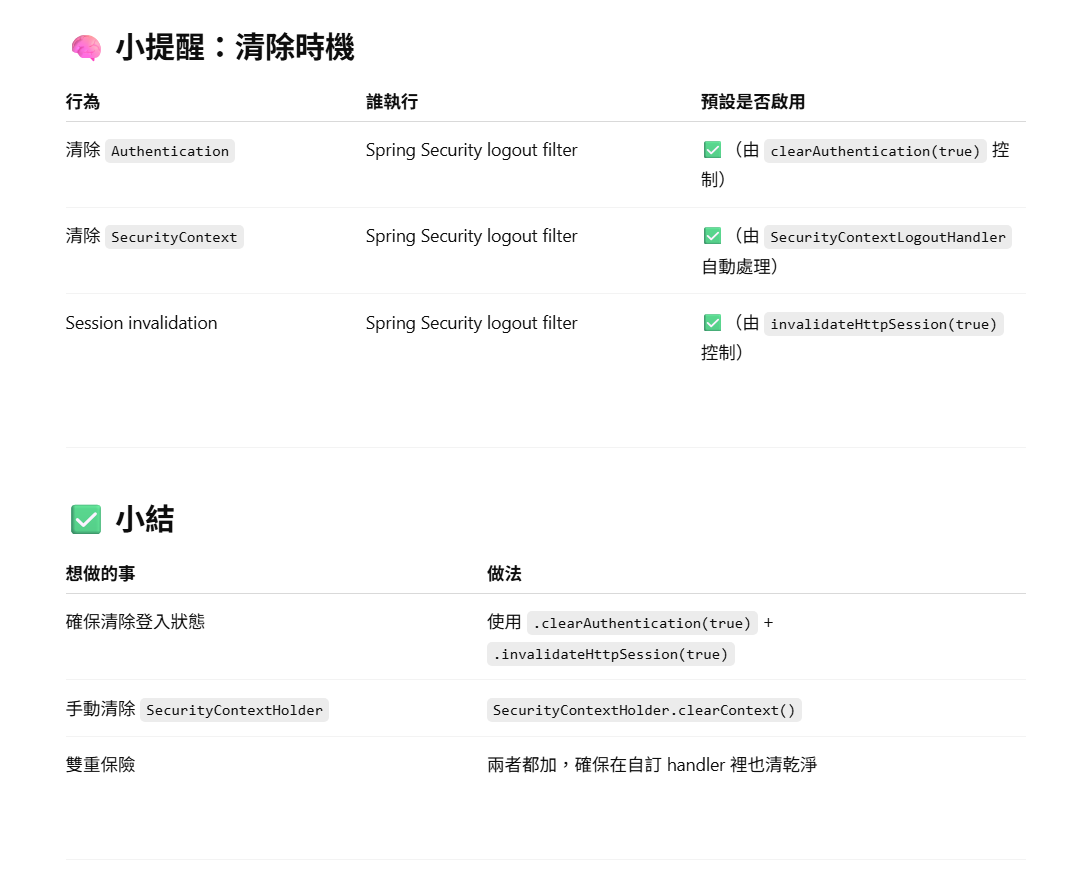 🧠 小提醒：清除時機
行為 誰執行 預設是否啟用
清除 Authentication Spring Security logout filter ✅（由 clearAuthentication(true) 控
制）
清除 SecurityContext Spring Security logout filter ✅（由 SecurityContextLogoutHandler
自動處理）
Session invalidation Spring Security logout filter ✅（由 invalidateHttpSession(true)
控制）
✅ 小結
想做的事 做法
確保清除登入狀態 使用 .clearAuthentication(true) +
.invalidateHttpSession(true)
手動清除 SecurityContextHolder SecurityContextHolder.clearContext()
雙重保險 兩者都加，確保在自訂 handler 裡也清乾淨